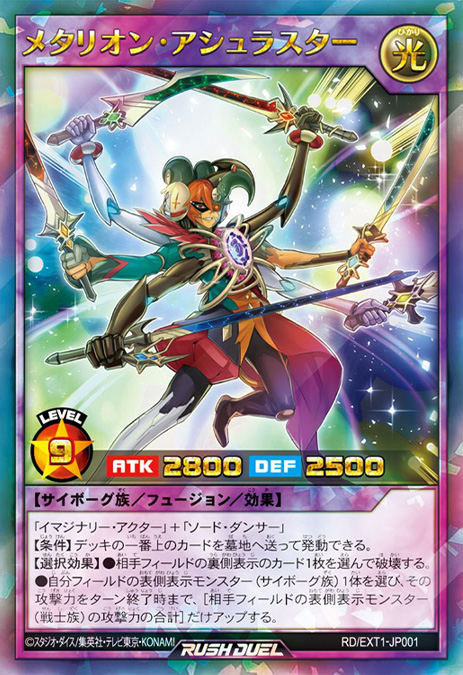 メタリオン・アシュラスター
光
ひかり
LEVEL
9
ATK 2800 DEF 2500
【サイボーグ族／フュージョン／効果】
「イマジナリー・アクター」＋「ソード・ダンサー」
【条件】デッキの一番上のカードを墓地へ送って発動できる。
【選択効果】●相手フィールドの裏側表示のカード1枚を選んで破壊する。
●自分フィールドの表側表示モンスター（サイボーグ族）1体を選び、その
攻撃力をターン終了時まで、［相手フィールドの表側表示モンスター
（戦士族）の攻撃力の合計］だけアップする。
©スタジオ・ダイス/集英社・テレビ東京・KONAMI
RUSH DUEL
RD/EXT1-JP001